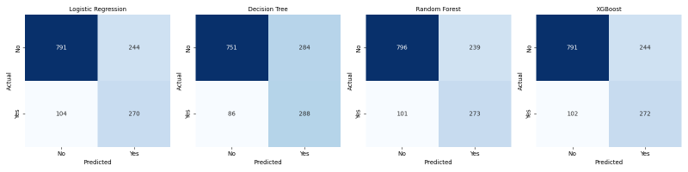 Logistic Regression
No
Yes
Actual
791
244
104
270
No
Yes
Predicted
Decision Tree
No
Yes
Actual
751
284
86
288
No
Yes
Predicted
Random Forest
No
Yes
Actual
796
239
101
273
No
Yes
Predicted
XGBoost
No
Yes
Actual
791
244
102
272
No
Yes
Predicted